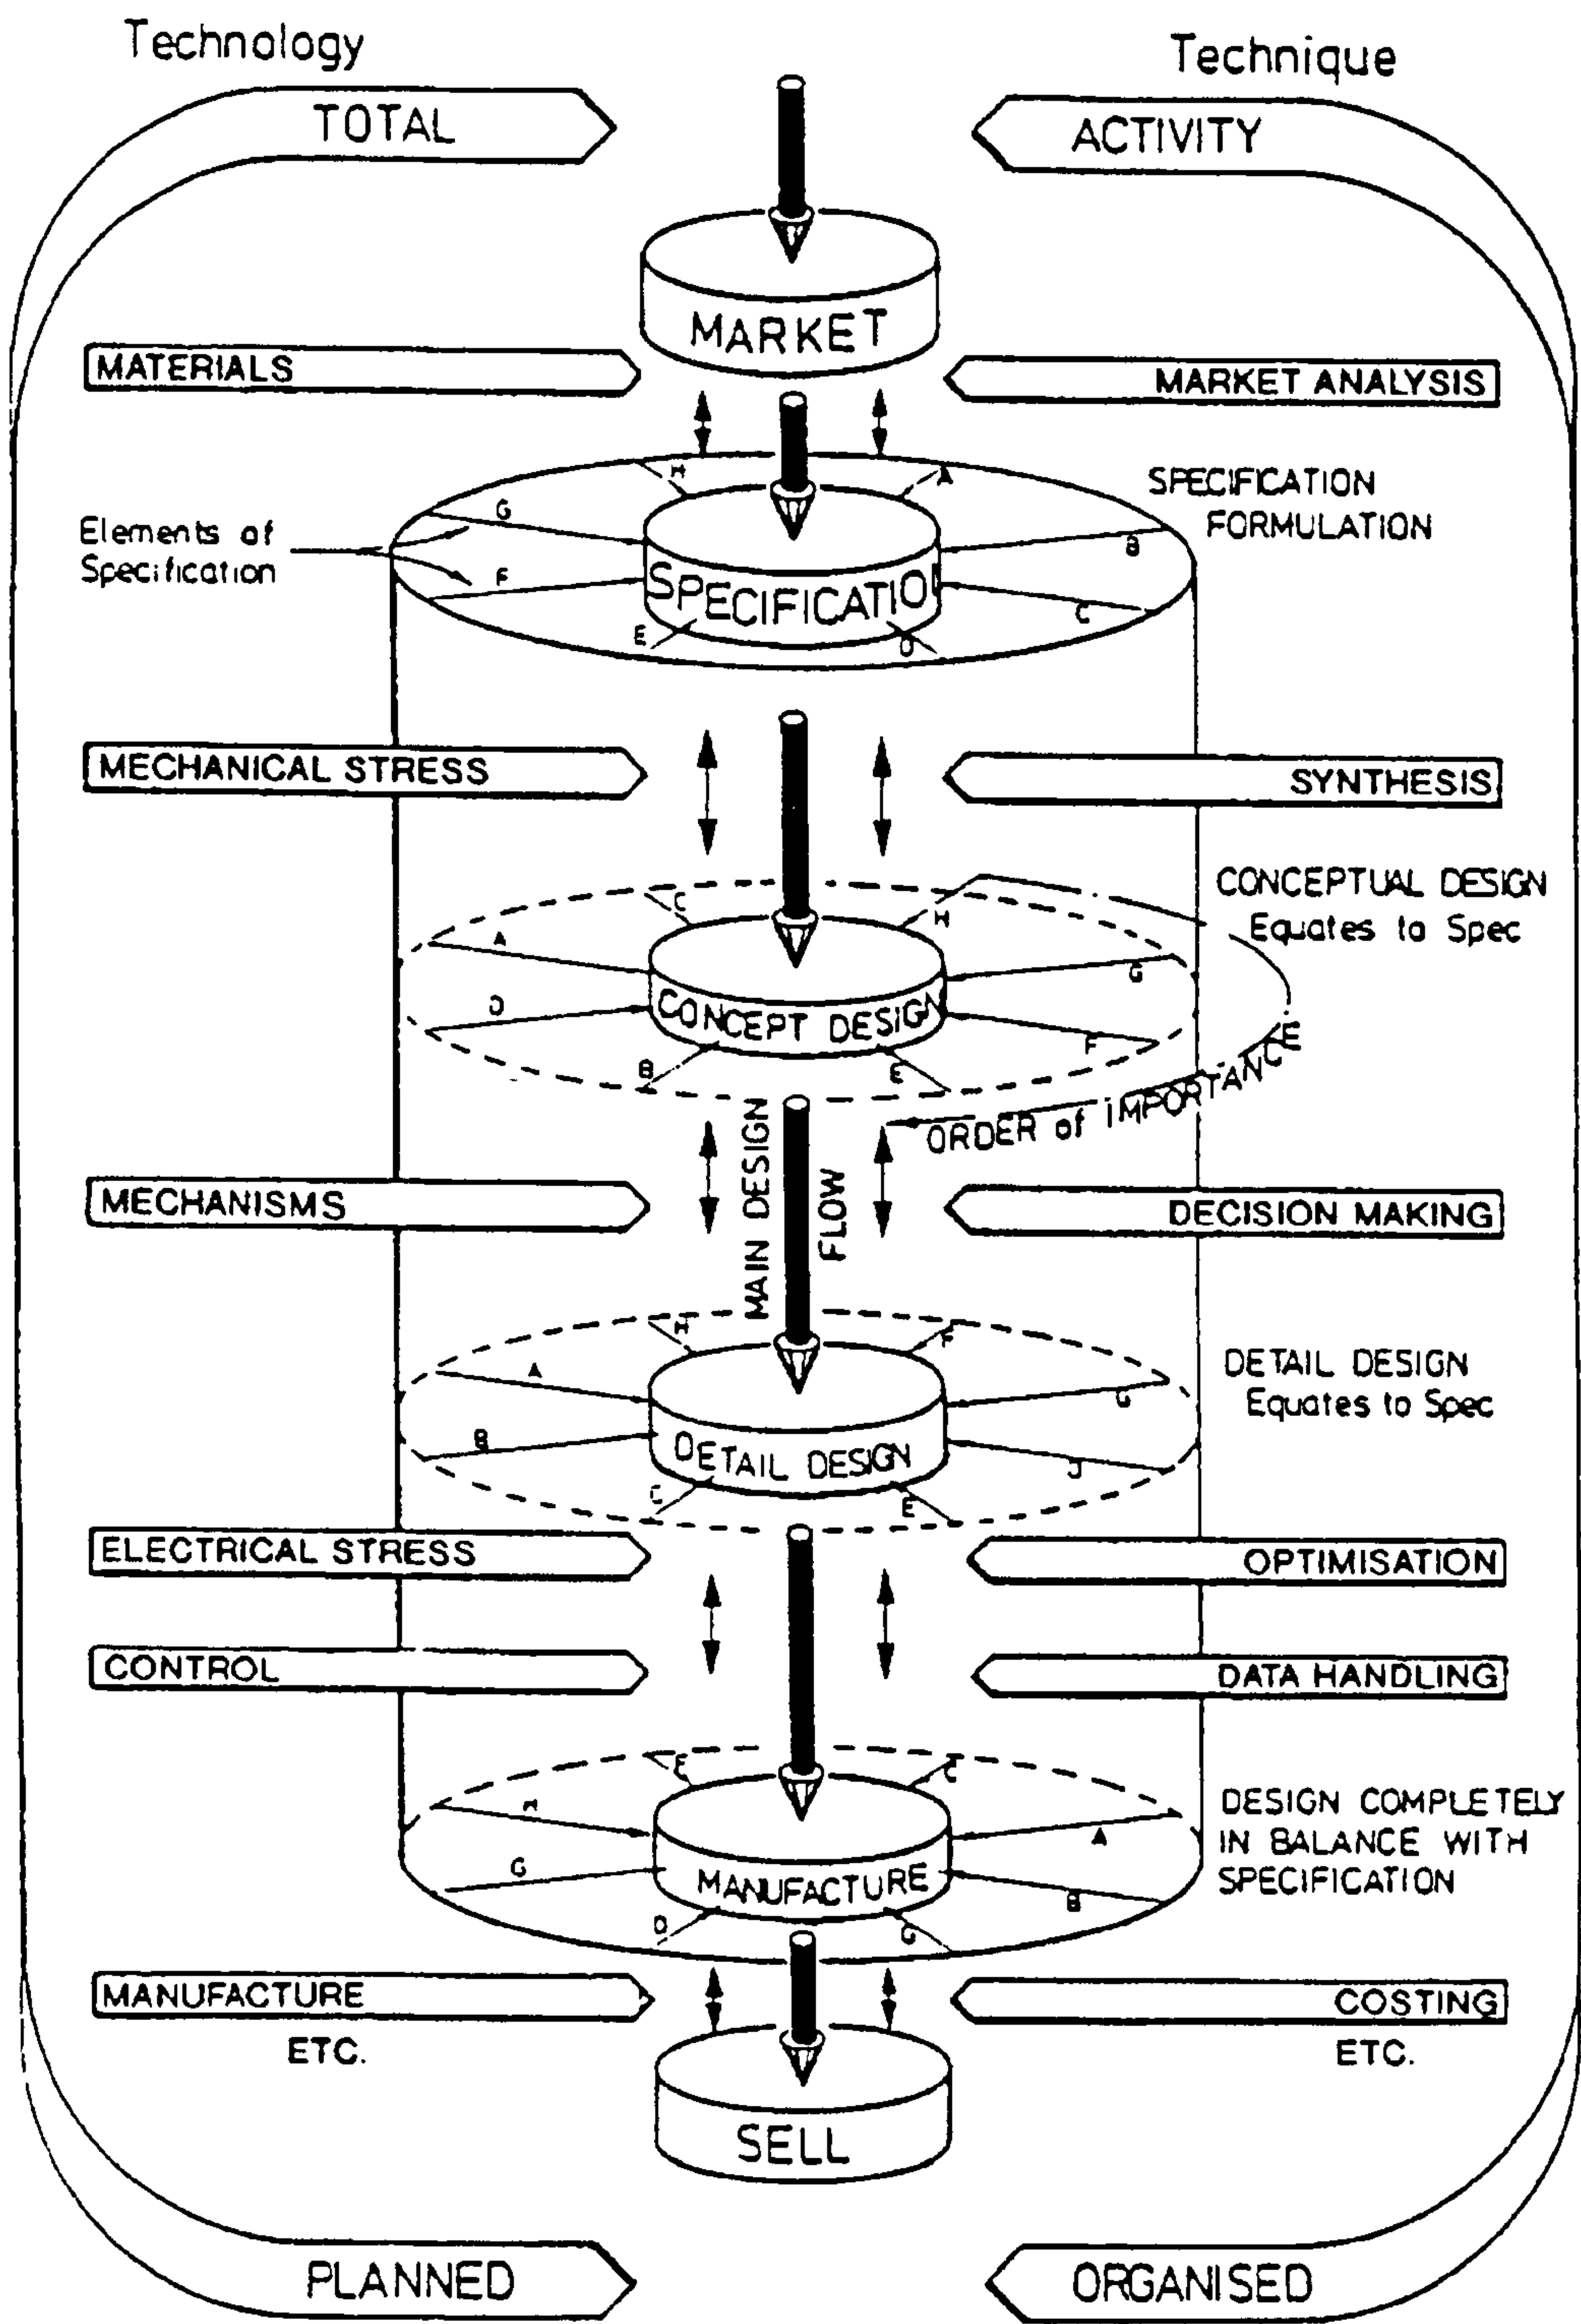 Technology
Technique
TOTAL
ACTIVITY
MARKET
MATERIALS
MARKET ANALYSIS
H
A
SPECIFICATION
FORMULATION
G
B
Elements of
Specification
F
C
SPECIFICATIO
E
D
MECHANICAL STRESS
SYNTHESIS
CONCEPTUAL DESIGN
Equates to Spec
C
H
A
G
D
F
CONCEPT DESIGN
B
E
ORDER of IMPORTANCE
MAIN DESIGN
FLOW
MECHANISMS
DECISION MAKING
H
F
DETAIL DESIGN
Equates to Spec
A
G
B
J
DETAIL DESIGN
C
E
ELECTRICAL STRESS
OPTIMISATION
CONTROL
DATA HANDLING
E
C
DESIGN COMPLETELY
IN BALANCE WITH
SPECIFICATION
H
A
G
B
MANUFACTURE
D
G
MANUFACTURE
COSTING
ETC.
ETC.
SELL
PLANNED
ORGANISED